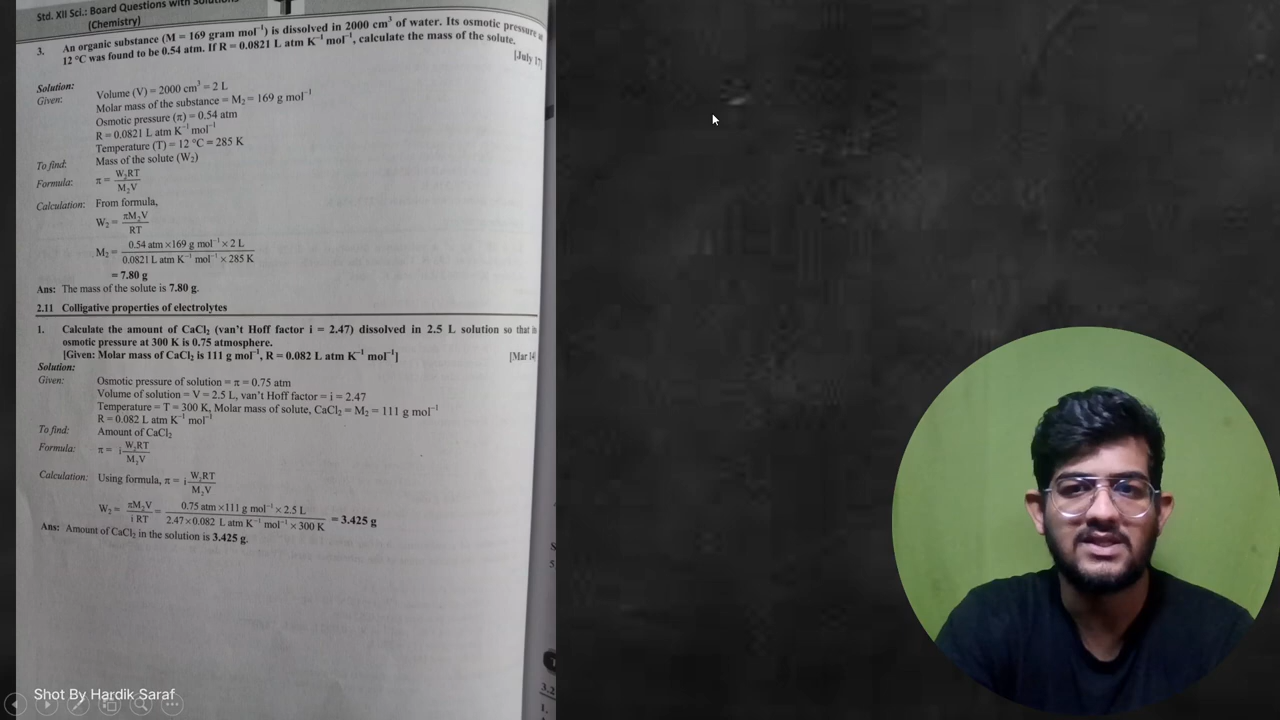 Std. XII Sci.: Board Questions with Solutions
(Chemistry)
3. An organic substance (M = 169 gram mol⁻¹) is dissolved in 2000 cm³ of water. Its osmotic pressure at
12 °C was found to be 0.54 atm. If R = 0.0821 L atm K⁻¹ mol⁻¹, calculate the mass of the solute.
[July 17]
Solution:
Given: Volume (V) = 2000 cm³ = 2 L
Molar mass of the substance = M₂ = 169 g mol⁻¹
Osmotic pressure (π) = 0.54 atm
R = 0.0821 L atm K⁻¹ mol⁻¹
Temperature (T) = 12 °C = 285 K
To find: Mass of the solute (W₂)
Formula: π = W₂RT / M₂V
Calculation: From formula,
W₂ = πM₂V / RT
M₂ = 0.54 atm × 169 g mol⁻¹ × 2 L / 0.0821 L atm K⁻¹ mol⁻¹ × 285 K
= 7.80 g
Ans: The mass of the solute is 7.80 g.
2.11 Colligative properties of electrolytes
1. Calculate the amount of CaCl₂ (van't Hoff factor i = 2.47) dissolved in 2.5 L solution so that its
osmotic pressure at 300 K is 0.75 atmosphere.
[Given: Molar mass of CaCl₂ is 111 g mol⁻¹, R = 0.082 L atm K⁻¹ mol⁻¹] [Mar 14]
Solution:
Given: Osmotic pressure of solution = π = 0.75 atm
Volume of solution = V = 2.5 L, van't Hoff factor = i = 2.47
Temperature = T = 300 K, Molar mass of solute, CaCl₂ = M₂ = 111 g mol⁻¹
R = 0.082 L atm K⁻¹ mol⁻¹
To find: Amount of CaCl₂
Formula: π = i W₂RT / M₂V
Calculation: Using formula, π = i W₂RT / M₂V
W₂ = πM₂V / i RT = 0.75 atm × 111 g mol⁻¹ × 2.5 L / 2.47 × 0.082 L atm K⁻¹ mol⁻¹ × 300 K = 3.425 g
Ans: Amount of CaCl₂ in the solution is 3.425 g.
S
5
3.2
1.
Shot By Hardik Saraf